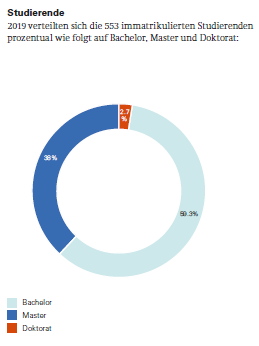 Studierende
2019 verteilten sich die 553 immatrikulierten Studierenden
prozentual wie folgt auf Bachelor, Master und Doktorat:
2.7
%
38%
59.3%
Bachelor
Master
Doktorat